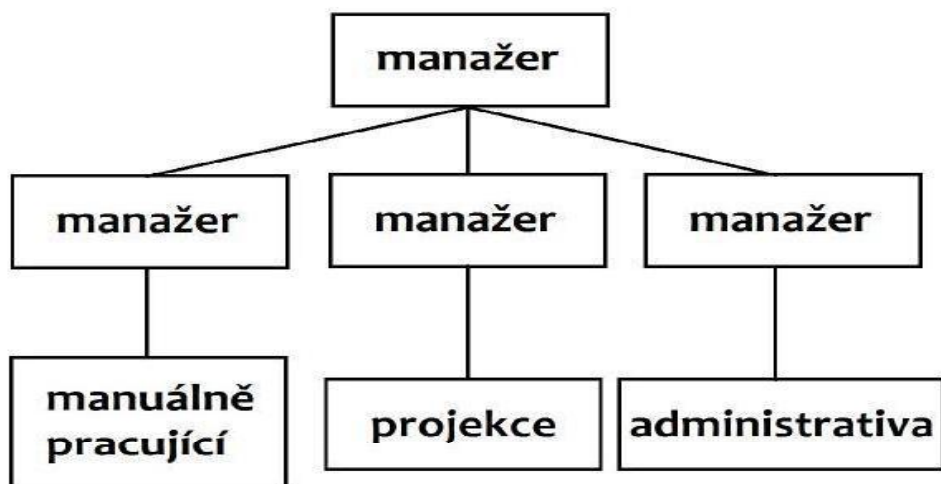 manažer
manažer
manažer
manažer
manuálně
pracující
projekce
administrativa